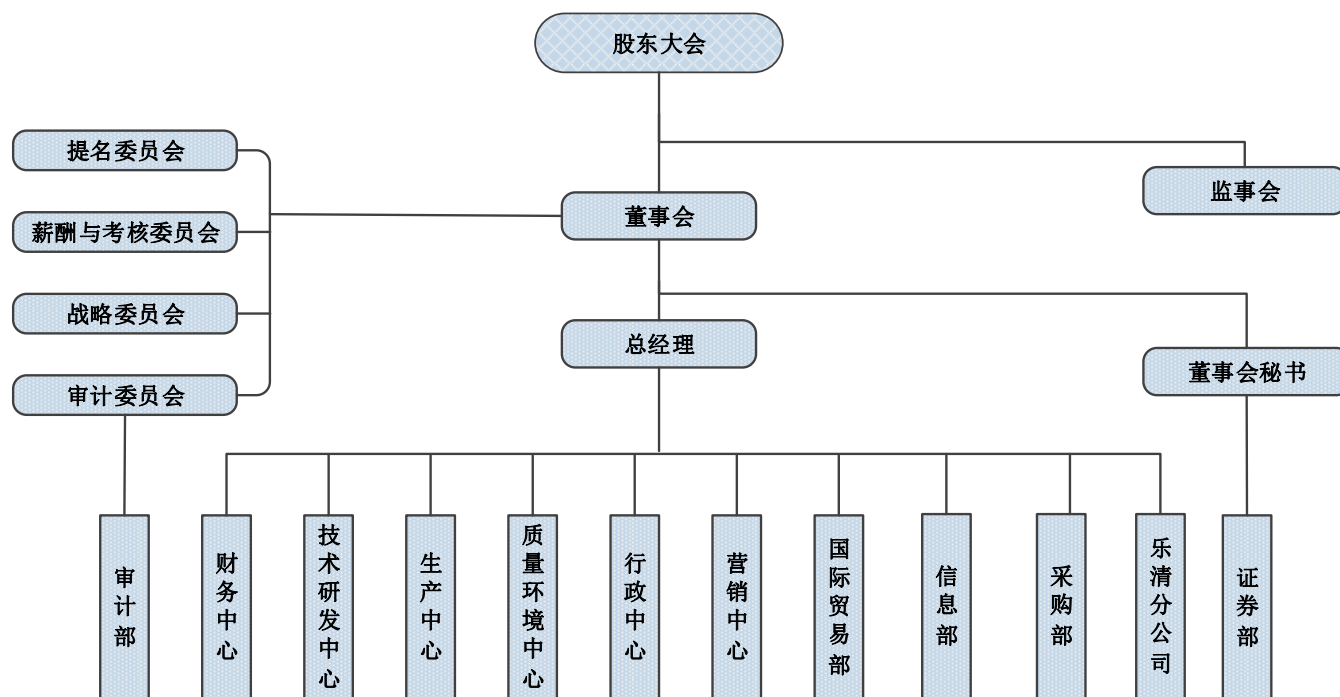 股东大会
提名委员会
监事会
薪酬与考核委员会
董事会
战略委员会
总经理
审计委员会
董事会秘书
审计部
财务中心
技术研发中心
生产中心
质量环境中心
行政中心
营销中心
国际贸易部
信息部
采购部
乐清分公司
证券部